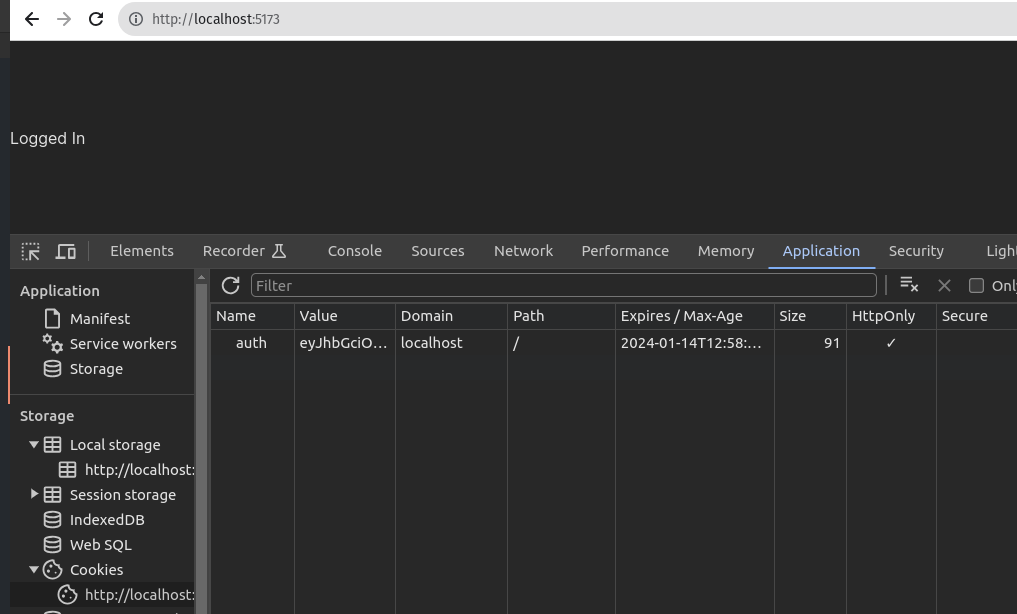 http://localhost:5173
Logged In
Elements Recorder Console Sources Network Performance Memory Application Security Ligh
Application
Manifest
Service workers
Storage
Storage
Local storage
http://localhost:
Session storage
IndexedDB
Web SQL
Cookies
http://localhost:
Filter Onl
Name Value Domain Path Expires / Max-Age Size HttpOnly Secure
auth eyJhbGciO... localhost / 2024-01-14T12:58:... 91 ✓